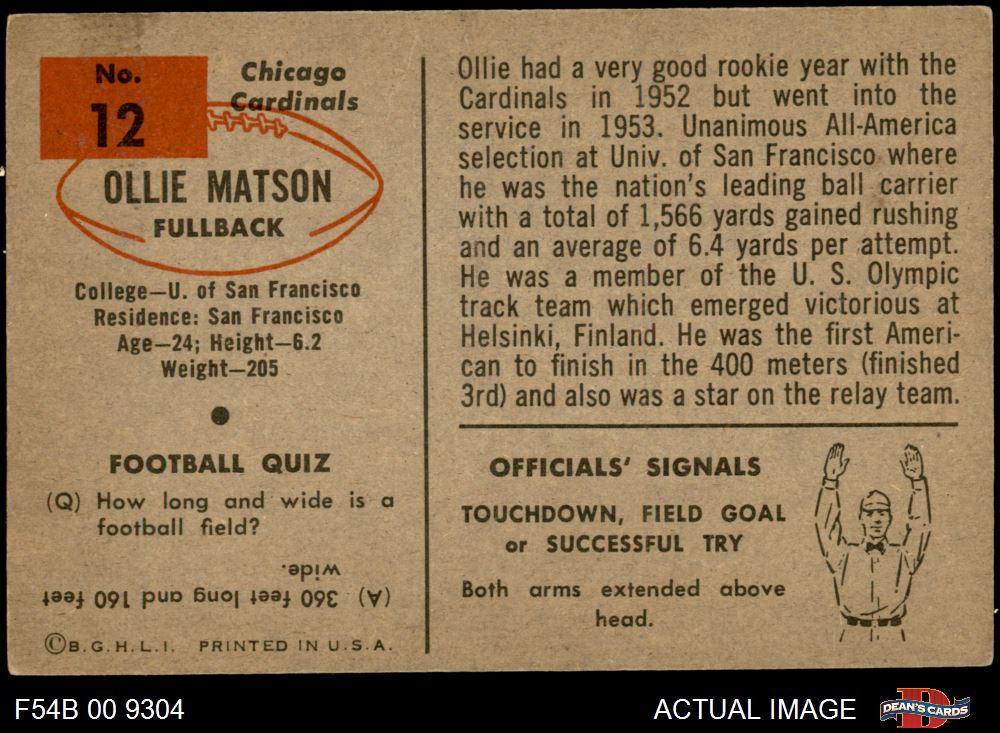 No.
12
Chicago
Cardinals
OLLIE MATSON
FULLBACK
College—U. of San Francisco
Residence: San Francisco
Age—24; Height—6.2
Weight—205
FOOTBALL QUIZ
(Q) How long and wide is a
football field?
(A) 360 feet long and 160 feet
wide.
©B.G.H.L.I. PRINTED IN U.S.A.
Ollie had a very good rookie year with the
Cardinals in 1952 but went into the
service in 1953. Unanimous All-America
selection at Univ. of San Francisco where
he was the nation's leading ball carrier
with a total of 1,566 yards gained rushing
and an average of 6.4 yards per attempt.
He was a member of the U. S. Olympic
track team which emerged victorious at
Helsinki, Finland. He was the first Ameri-
can to finish in the 400 meters (finished
3rd) and also was a star on the relay team.
OFFICIALS' SIGNALS
TOUCHDOWN, FIELD GOAL
or SUCCESSFUL TRY
Both arms extended above
head.
F54B 00 9304
ACTUAL IMAGE
D
DEAN'S CARDS